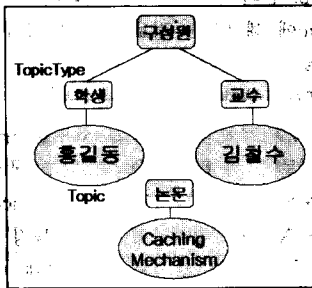 구성원
TopicType
학생
교수
홍길동
김철수
Topic
논문
Caching
Mechanism